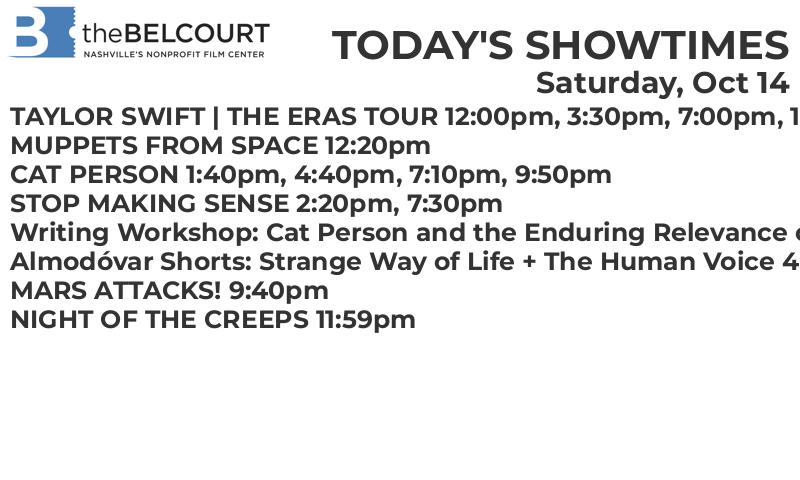 B theBELCOURT
NASHVILLE'S NONPROFIT FILM CENTER
TODAY'S SHOWTIMES
Saturday, Oct 14
TAYLOR SWIFT | THE ERAS TOUR 12:00pm, 3:30pm, 7:00pm, 1
MUPPETS FROM SPACE 12:20pm
CAT PERSON 1:40pm, 4:40pm, 7:10pm, 9:50pm
STOP MAKING SENSE 2:20pm, 7:30pm
Writing Workshop: Cat Person and the Enduring Relevance
Almodóvar Shorts: Strange Way of Life + The Human Voice 4
MARS ATTACKS! 9:40pm
NIGHT OF THE CREEPS 11:59pm